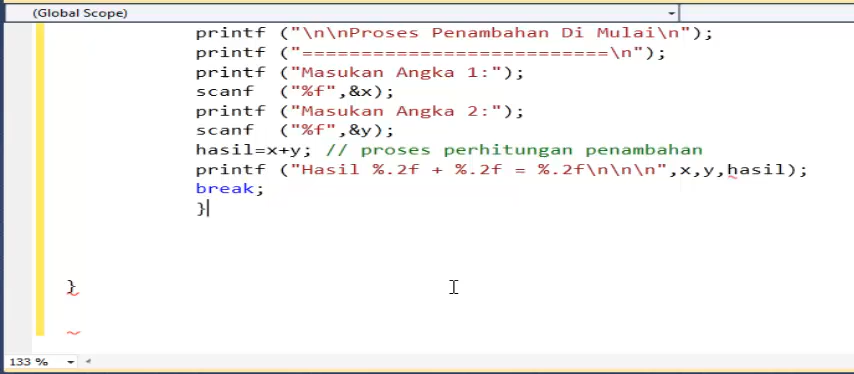 (Global Scope)
printf ("\n\nProses Penambahan Di Mulai\n");
printf ("==========================\n");
printf ("Masukan Angka 1:");
scanf ("%f",&x);
printf ("Masukan Angka 2:");
scanf ("%f",&y);
hasil=x+y; // proses perhitungan penambahan
printf ("Hasil %.2f + %.2f = %.2f\n\n\n",x,y,hasil);
break;
}
}
133 %